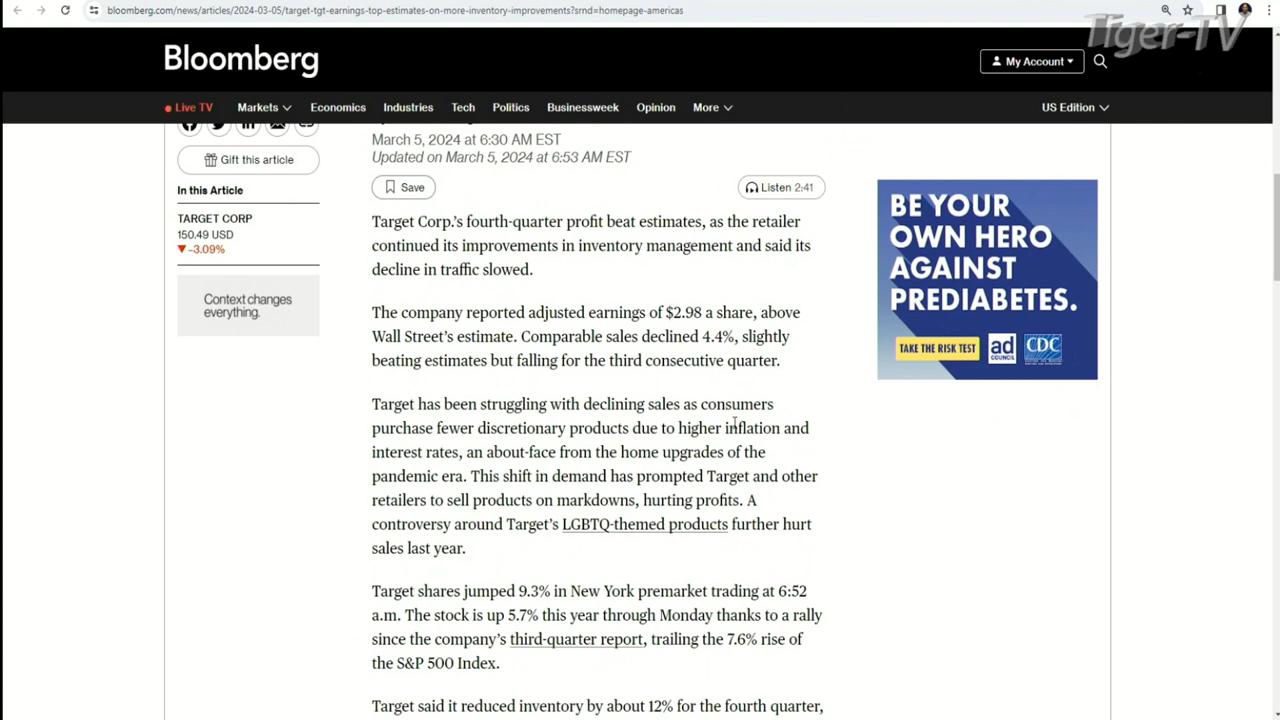 bloomberg.com/news/articles/2024-03-05/target-tgt-earnings-top-estimates-on-more-inventory-improvements?srnd=homepage-americas
Tiger-TV
Bloomberg
My Account
Live TV Markets Economics Industries Tech Politics Businessweek Opinion More US Edition
March 5, 2024 at 6:30 AM EST
Updated on March 5, 2024 at 6:53 AM EST
Gift this article
Save
Listen 2:41
In this Article
TARGET CORP
150.49 USD
▼-3.09%
Context changes
everything.
Target Corp.'s fourth-quarter profit beat estimates, as the retailer
continued its improvements in inventory management and said its
decline in traffic slowed.
The company reported adjusted earnings of $2.98 a share, above
Wall Street's estimate. Comparable sales declined 4.4%, slightly
beating estimates but falling for the third consecutive quarter.
Target has been struggling with declining sales as consumers
purchase fewer discretionary products due to higher inflation and
interest rates, an about-face from the home upgrades of the
pandemic era. This shift in demand has prompted Target and other
retailers to sell products on markdowns, hurting profits. A
controversy around Target's LGBTQ-themed products further hurt
sales last year.
Target shares jumped 9.3% in New York premarket trading at 6:52
a.m. The stock is up 5.7% this year through Monday thanks to a rally
since the company's third-quarter report, trailing the 7.6% rise of
the S&P 500 Index.
Target said it reduced inventory by about 12% for the fourth quarter,
BE YOUR
OWN HERO
AGAINST
PREDIABETES.
TAKE THE RISK TEST
ad
COUNCIL
CDC